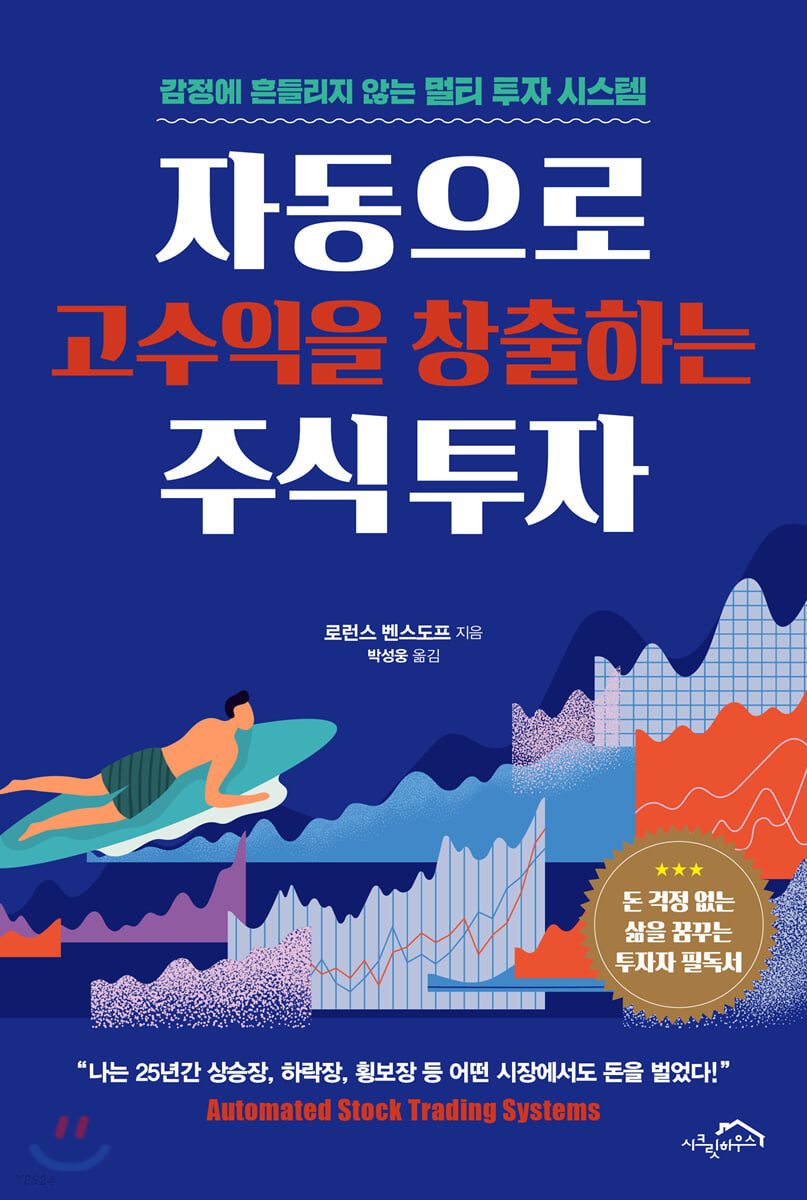 감정에 흔들리지 않는 멀티 투자 시스템
자동으로
고수익을 창출하는
주식투자
로런스 벤스도프 지음
박성웅 옮김
돈 걱정 없는
삶을 꿈꾸는
투자자 필독서
“나는 25년간 상승장, 하락장, 횡보장 등 어떤 시장에서도 돈을 벌었다!”
Automated Stock Trading Systems
시크릿하우스
YES24